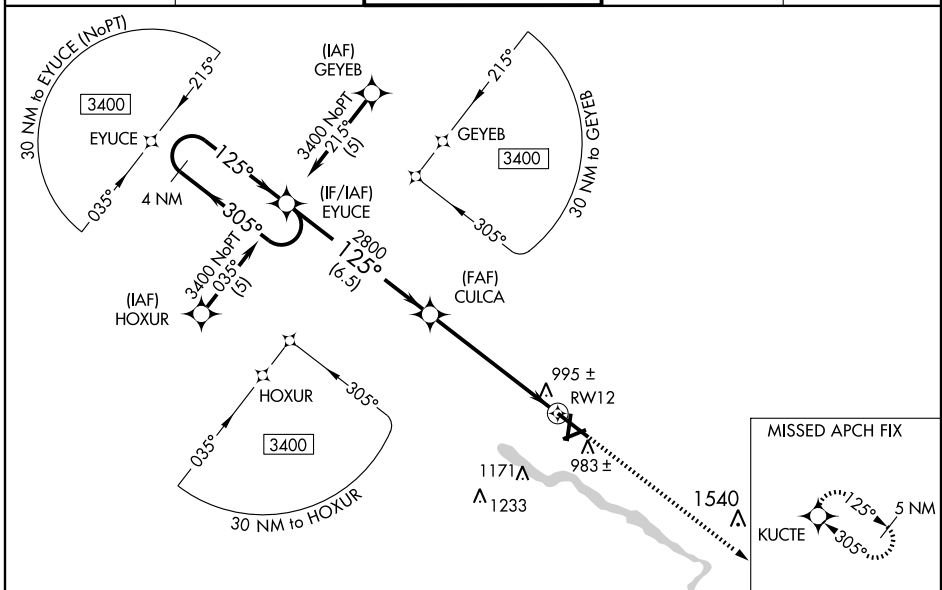 30 NM to EYUCE (NoPT)
215°
3400
EYUCE
035°
4 NM
125°
305°
(IAF)
GEYEB
3400 NoPT
215°
(5)
(IF/IAF)
EYUCE
3400 NoPT
035°
(5)
(IAF)
HOXUR
2800
125°
(6.5)
(FAF)
CULCA
215°
GEYEB
3400
305°
30 NM to GEYEB
HOXUR
035°
305°
3400
30 NM to HOXUR
995 ±
RW12
983 ±
1171
1233
1540
MISSED APCH FIX
125°
5 NM
KUCTE
305°